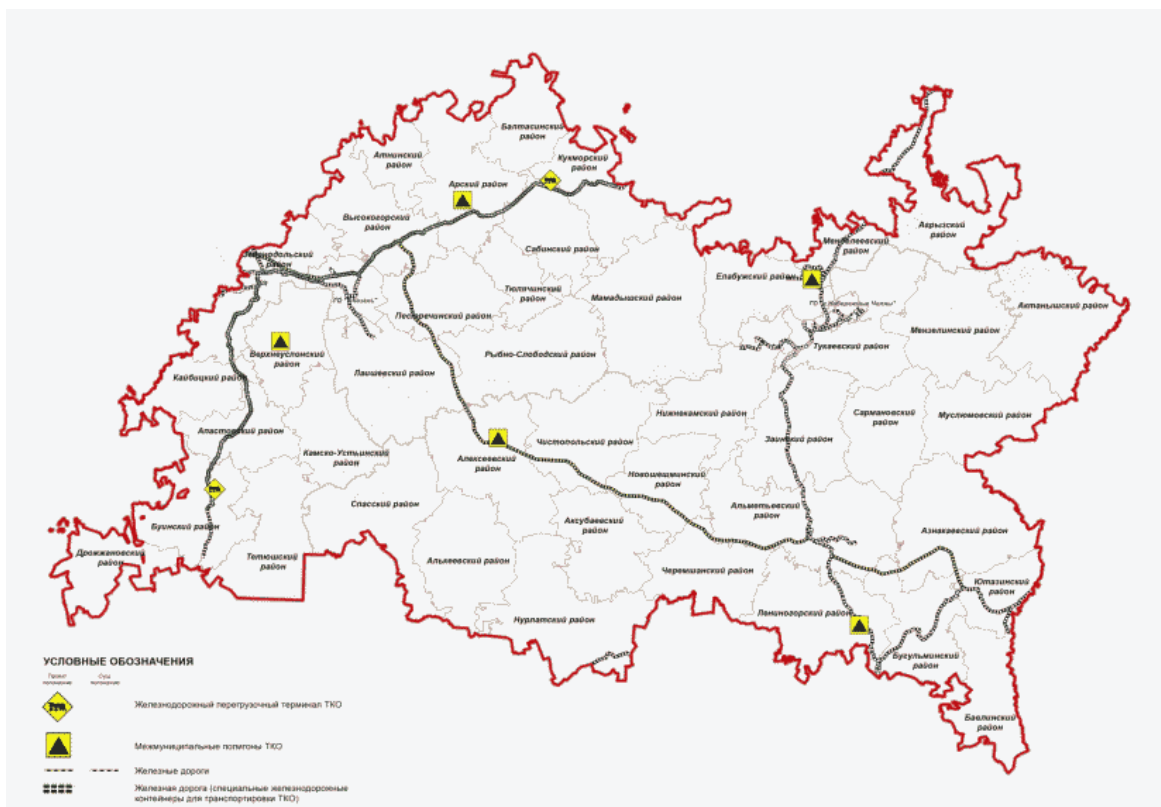 Балтасинский
район
Кукморский
район
Атнинский
район
Арский район
Высокогорский
район
Агрызский
район
Менделеевский
район
Сабинский район
Зеленодольский
район
Елабужский район
Тюлячинский
район
Мамадышский район
Актанышский район
Пестречинский район
Мензелинский район
Тукаевский район
Верхнеуслонский
район
Рыбно-Слободский район
Лаишевский район
Кайбицкий район
Нижнекамский район
Сармановский
район
Муслюмовский район
Апастовский район
Чистопольский район
Заинский район
Камско-Устьинский
район
Алексеевский
район
Новошешминский
район
Спасский район
Альметьевский
район
Аксубаевский
район
Буинский район
Азнакаевский район
Дрожжановский
район
Тетюшский
район
Алькеевский район
Черемшанский район
Ютазинский
район
Лениногорский район
Нурлатский район
Бугульминский
район
Бавлинский
район
УСЛОВНЫЕ ОБОЗНАЧЕНИЯ
Железнодорожный перегрузочный терминал ТКО
Межмуниципальные полигоны ТКО
Железные дороги
Железная дорога (специальные железнодорожные
контейнеры для транспортировки ТКО)